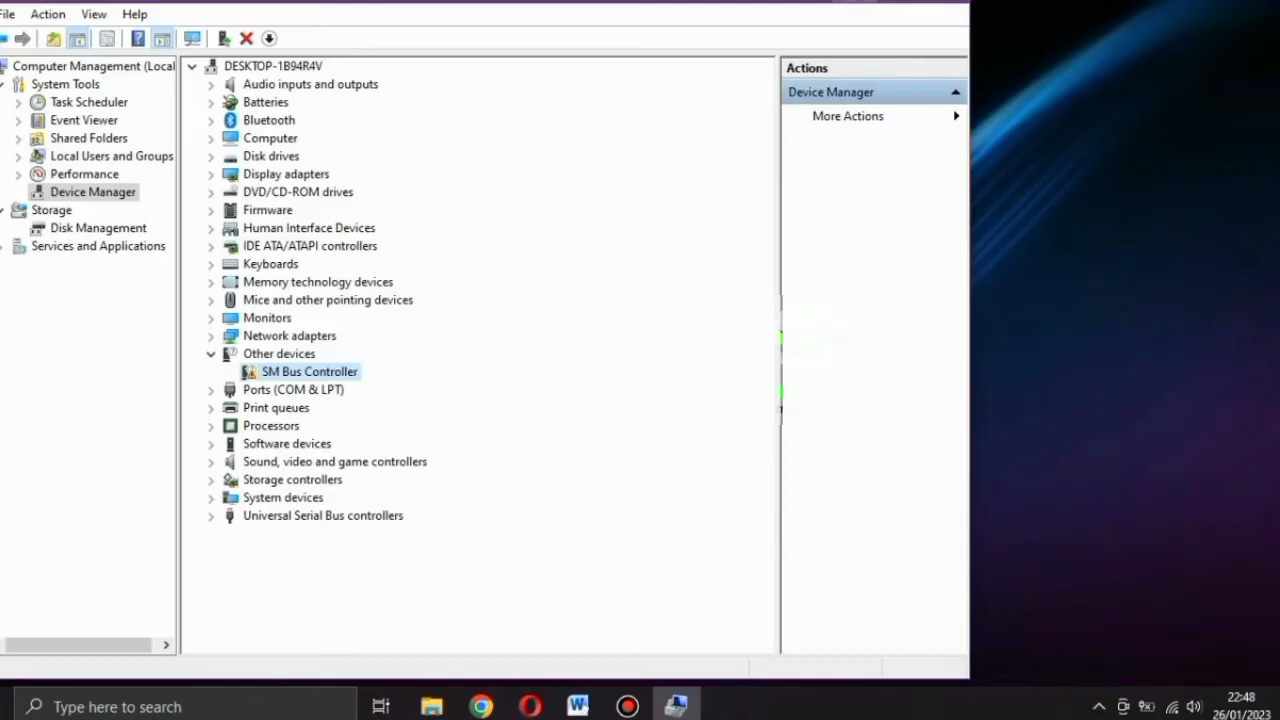 File Action View Help
Computer Management (Local
System Tools
Task Scheduler
Event Viewer
Shared Folders
Local Users and Groups
Performance
Device Manager
Storage
Disk Management
Services and Applications
DESKTOP-1B94R4V
Audio inputs and outputs
Batteries
Bluetooth
Computer
Disk drives
Display adapters
DVD/CD-ROM drives
Firmware
Human Interface Devices
IDE ATA/ATAPI controllers
Keyboards
Memory technology devices
Mice and other pointing devices
Monitors
Network adapters
Other devices
SM Bus Controller
Ports (COM & LPT)
Print queues
Processors
Software devices
Sound, video and game controllers
Storage controllers
System devices
Universal Serial Bus controllers
Actions
Device Manager
More Actions
Type here to search
22:48
26/01/2023